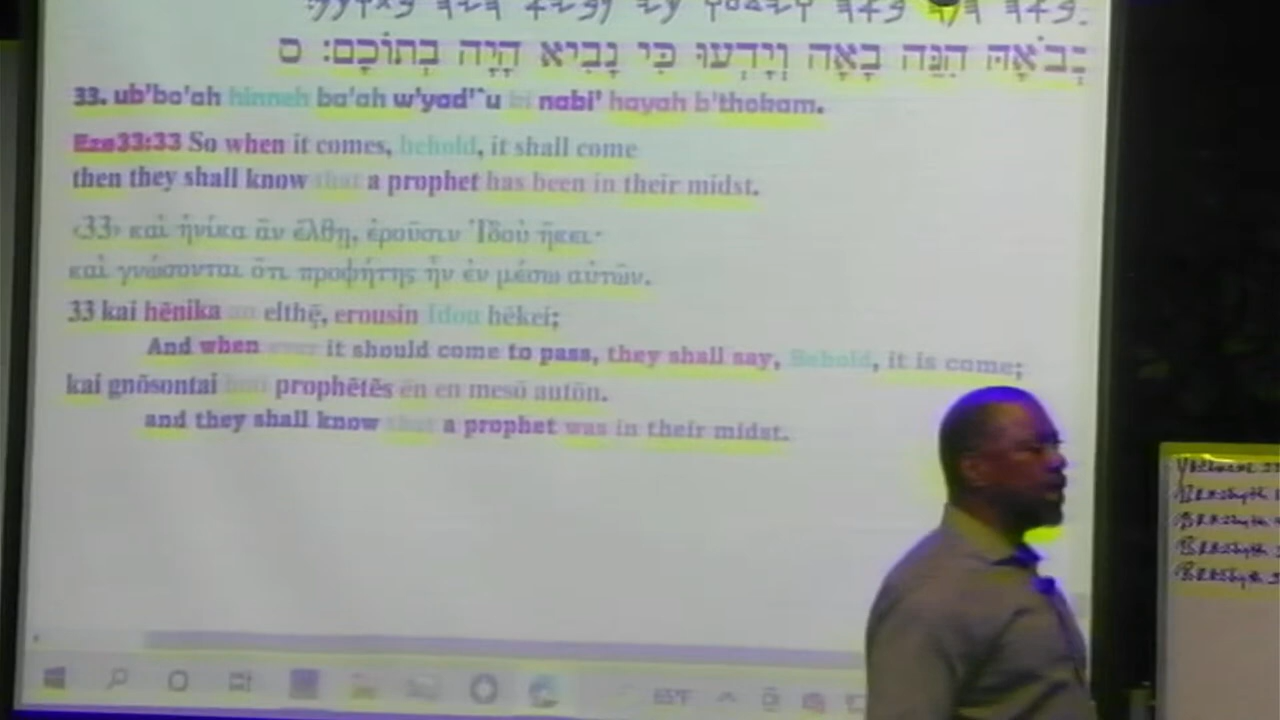 כְבֹאָהּ הִנֵּה בָאָה וְיָדְעוּ כִּי נָבִיא הָיָה בְתוֹכָם׃ ס
33. ub'bo'ah hinneh ba'ah w'yad'`u ki nabi' hayah b'thokam.
Eze33:33 So when it comes, behold, it shall come
then they shall know that a prophet has been in their midst.
‹33› καὶ ἡνίκα ἂν ἔλθῃ, ἐροῦσιν Ἰδοὺ ἥκει·
καὶ γνώσονται ὅτι προφήτης ἦν ἐν μέσῳ αὐτῶν.
33 kai hēnika an elthę̄, erousin Idou hēkei;
And when ever it should come to pass, they shall say, Behold, it is come;
kai gnōsontai hoti prophētēs ēn en mesō autōn.
and they shall know that a prophet was in their midst.
65°F